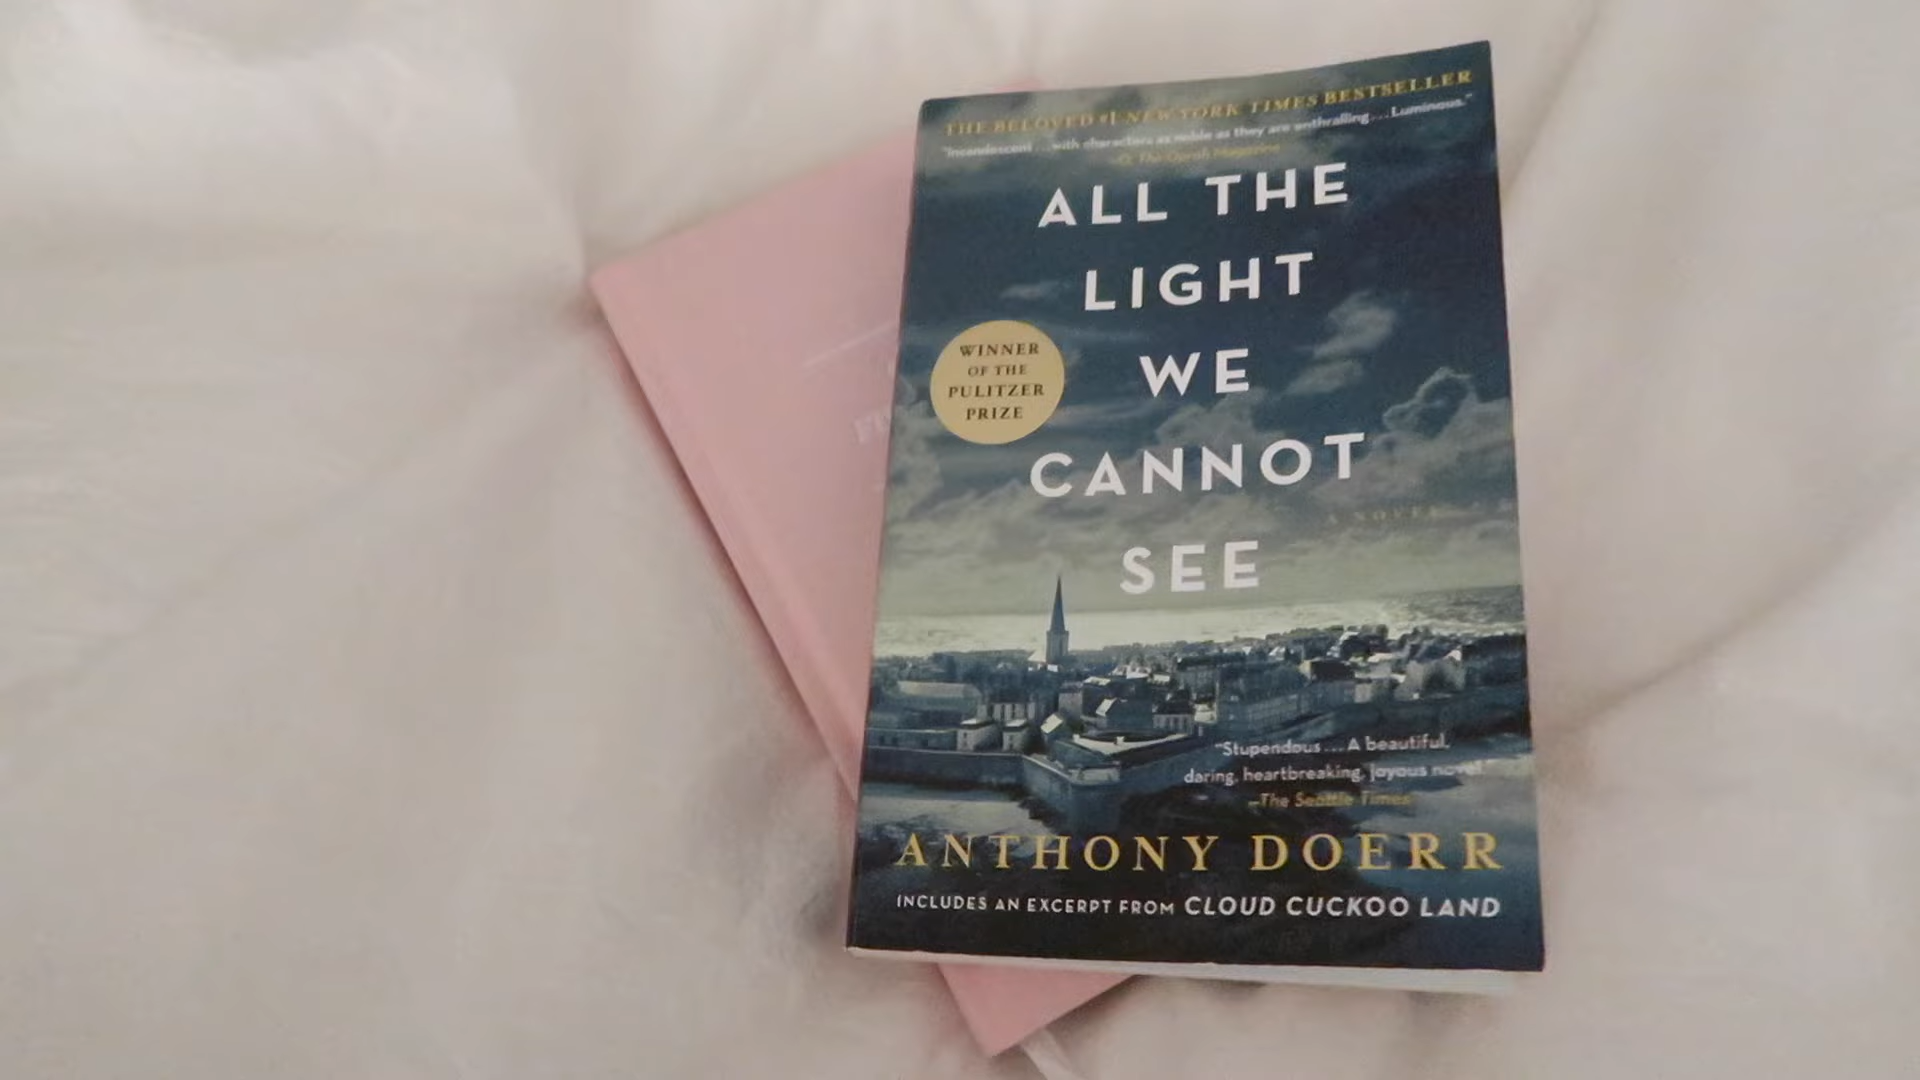 THE BELOVED #1 NEW YORK TIMES BESTSELLER
"Incandescent...with characters as noble as they are enthralling...Luminous."
–O, The Oprah Magazine
ALL THE
LIGHT
WE
CANNOT
SEE
WINNER
OF THE
PULITZER
PRIZE
A NOVEL
"Stupendous...A beautiful,
daring, heartbreaking, joyous novel."
–The Seattle Times
ANTHONY DOERR
INCLUDES AN EXCERPT FROM CLOUD CUCKOO LAND